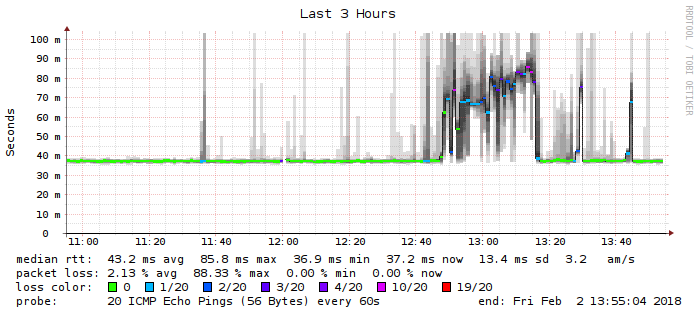 Last 3 Hours
RRDTOOL / TOBI OETIKER
Seconds
100 m
90 m
80 m
70 m
60 m
50 m
40 m
30 m
20 m
10 m
0
11:00 11:20 11:40 12:00 12:20 12:40 13:00 13:20 13:40
median rtt: 43.2 ms avg 85.8 ms max 36.9 ms min 37.2 ms now 13.4 ms sd 3.2 am/s
packet loss: 2.13 % avg 88.33 % max 0.00 % min 0.00 % now
loss color: 0 1/20 2/20 3/20 4/20 10/20 19/20
probe: 20 ICMP Echo Pings (56 Bytes) every 60s end: Fri Feb 2 13:55:04 2018